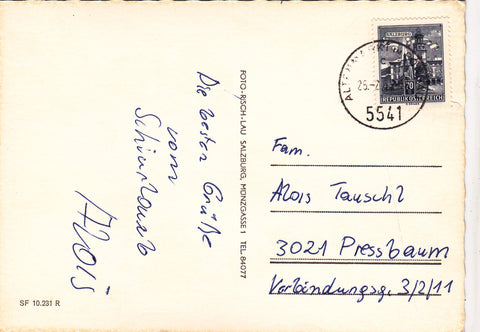 Die besten Grüße
vom
Schiurlaub
Alois
SF 10.231 R
FOTO-RISCH-LAU SALZBURG, MÜNZGASSE 1 TEL-84077
SALZBURG
70
REPUBLIK ÖSTERREICH
5541
Fam.
Alois Tauschl
3021 Pressbaum
Verbindungsg. 3/2/11